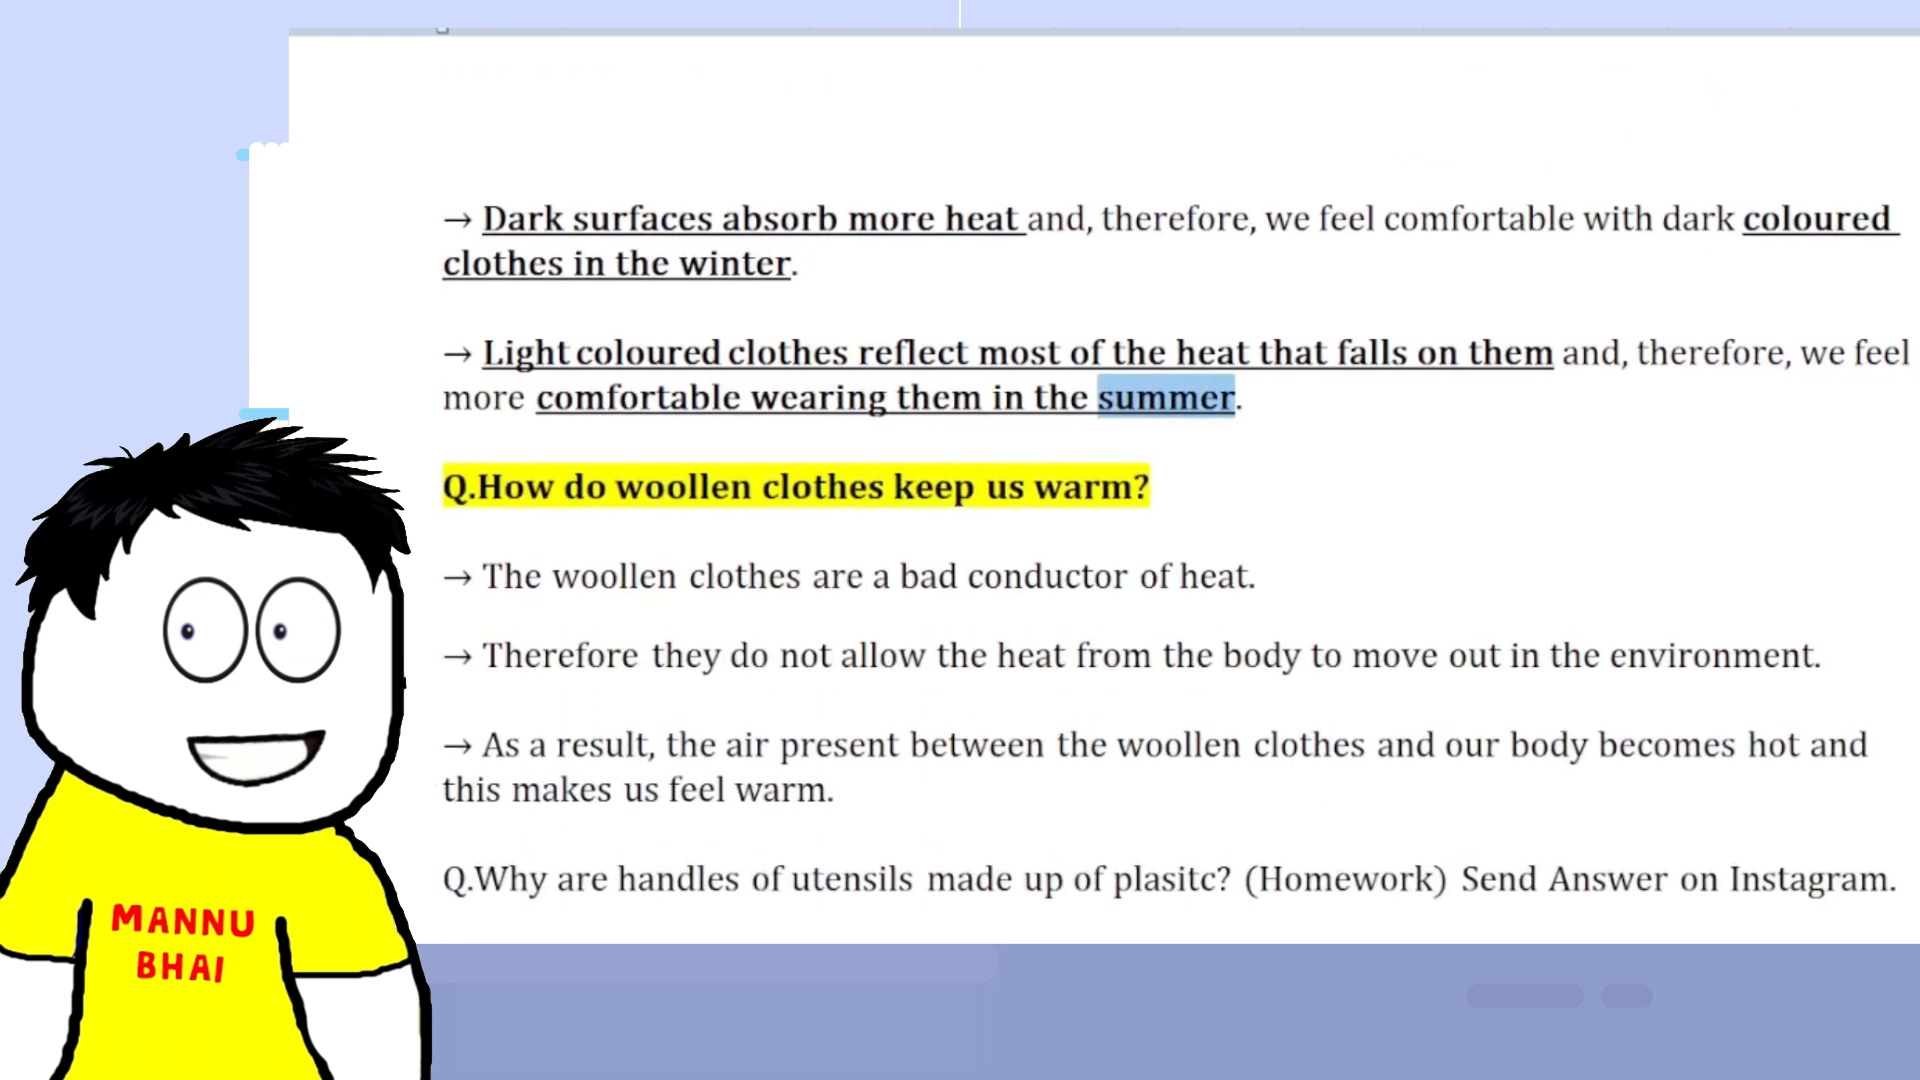 → Dark surfaces absorb more heat and, therefore, we feel comfortable with dark coloured
clothes in the winter.
→ Light coloured clothes reflect most of the heat that falls on them and, therefore, we feel
more comfortable wearing them in the summer.
Q.How do woollen clothes keep us warm?
→ The woollen clothes are a bad conductor of heat.
→ Therefore they do not allow the heat from the body to move out in the environment.
→ As a result, the air present between the woollen clothes and our body becomes hot and
this makes us feel warm.
Q.Why are handles of utensils made up of plasitc? (Homework) Send Answer on Instagram.
MANNU
BHAI